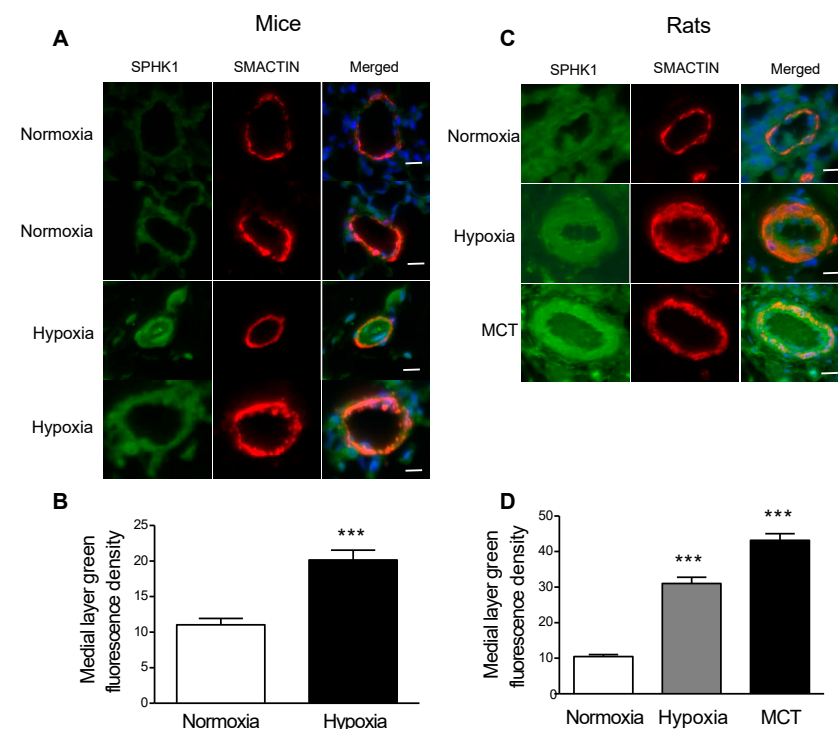 Mice
A
SPHK1 SMACTIN Merged
Normoxia
Normoxia
Hypoxia
Hypoxia
Rats
C
SPHK1 SMACTIN Merged
Normoxia
Hypoxia
MCT
B
Medial layer green
fluorescence density
25
20
15
10
5
0
***
Normoxia Hypoxia
D
Medial layer green
fluorescence density
50
40
30
20
10
0
***
***
Normoxia Hypoxia MCT